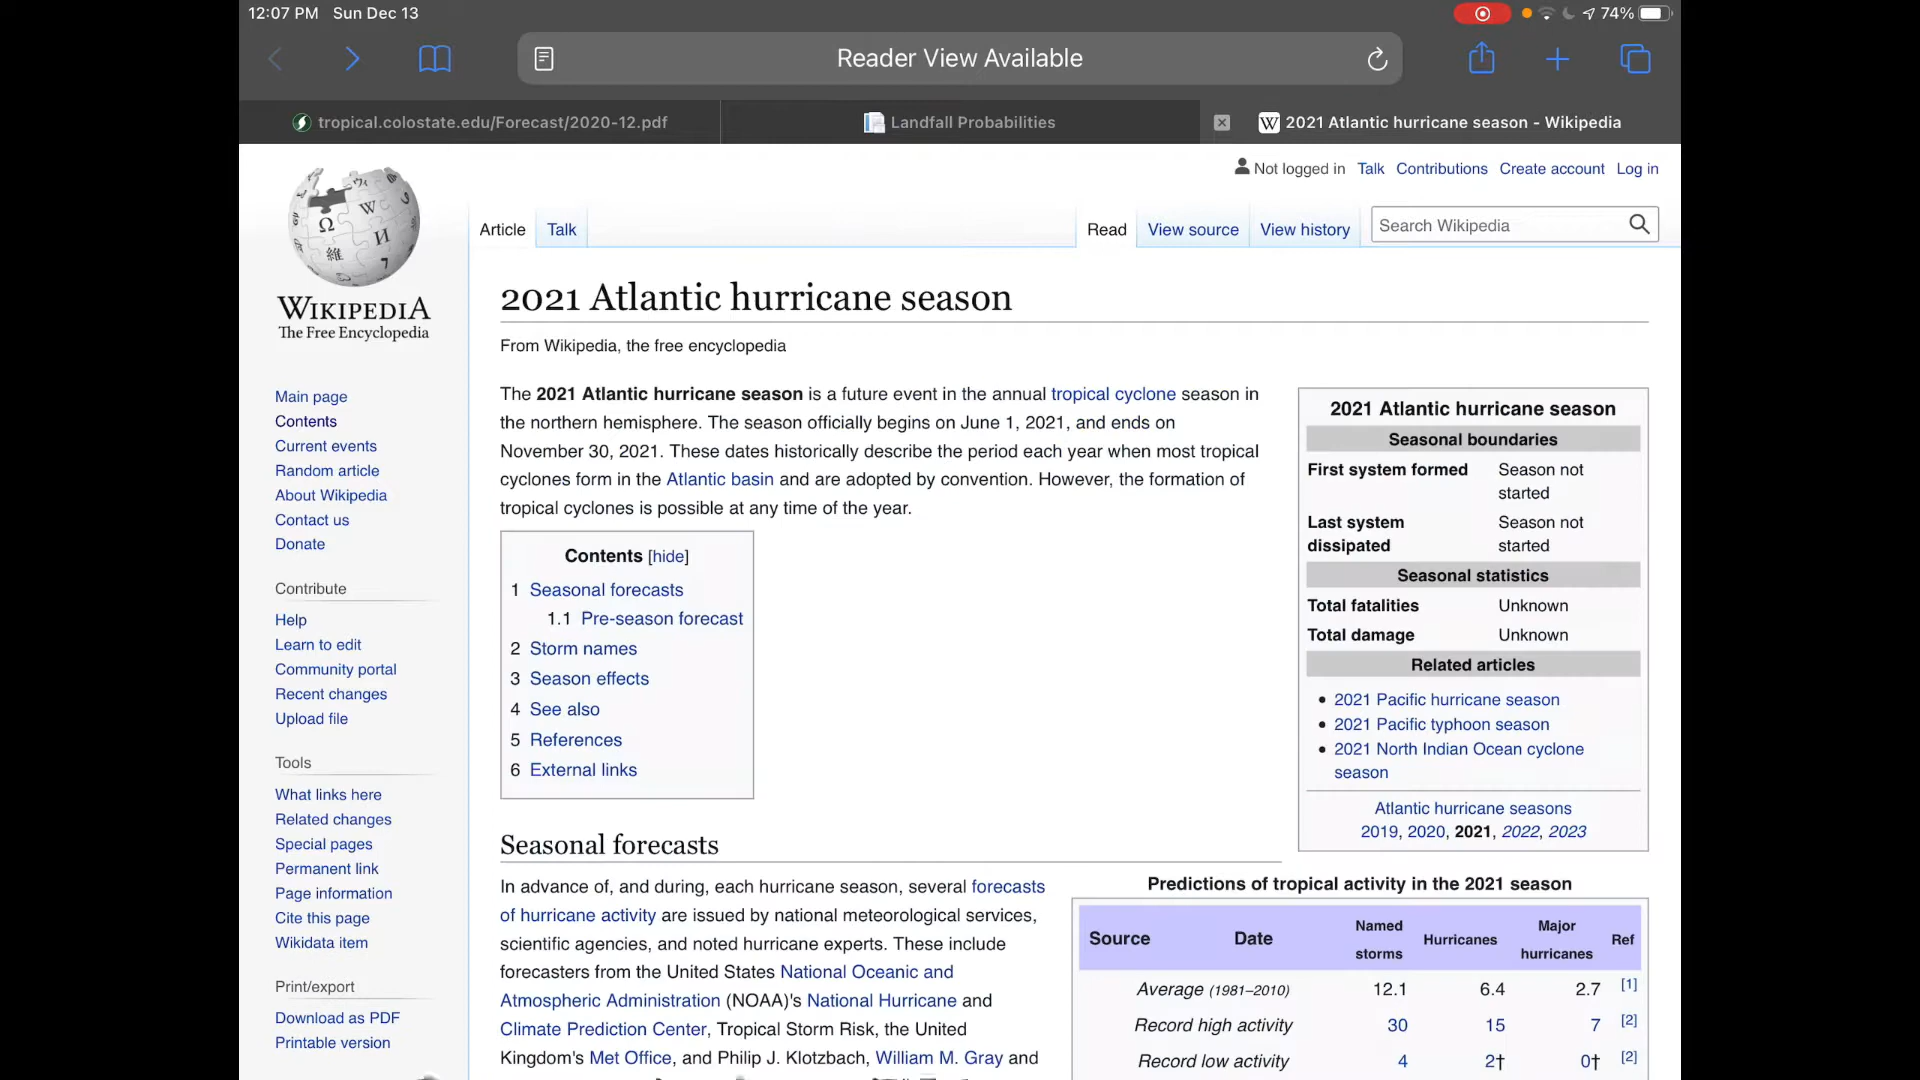 12:07 PM Sun Dec 13
74%
Reader View Available
tropical.colostate.edu/Forecast/2020-12.pdf
Landfall Probabilities
2021 Atlantic hurricane season - Wikipedia
Not logged in Talk Contributions Create account Log in
Article Talk
Read View source View history
Search Wikipedia
WIKIPEDIA
The Free Encyclopedia
Main page
Contents
Current events
Random article
About Wikipedia
Contact us
Donate
Contribute
Help
Learn to edit
Community portal
Recent changes
Upload file
Tools
What links here
Related changes
Special pages
Permanent link
Page information
Cite this page
Wikidata item
Print/export
Download as PDF
Printable version
2021 Atlantic hurricane season
From Wikipedia, the free encyclopedia
The 2021 Atlantic hurricane season is a future event in the annual tropical cyclone season in
the northern hemisphere. The season officially begins on June 1, 2021, and ends on
November 30, 2021. These dates historically describe the period each year when most tropical
cyclones form in the Atlantic basin and are adopted by convention. However, the formation of
tropical cyclones is possible at any time of the year.
Contents [hide]
1 Seasonal forecasts
1.1 Pre-season forecast
2 Storm names
3 Season effects
4 See also
5 References
6 External links
2021 Atlantic hurricane season
Seasonal boundaries
First system formed Season not
started
Last system Season not
dissipated started
Seasonal statistics
Total fatalities Unknown
Total damage Unknown
Related articles
• 2021 Pacific hurricane season
• 2021 Pacific typhoon season
• 2021 North Indian Ocean cyclone
season
Atlantic hurricane seasons
2019, 2020, 2021, 2022, 2023
Seasonal forecasts
In advance of, and during, each hurricane season, several forecasts
of hurricane activity are issued by national meteorological services,
scientific agencies, and noted hurricane experts. These include
forecasters from the United States National Oceanic and
Atmospheric Administration (NOAA)'s National Hurricane and
Climate Prediction Center, Tropical Storm Risk, the United
Kingdom's Met Office, and Philip J. Klotzbach, William M. Gray and
Predictions of tropical activity in the 2021 season
Source Date Named storms Hurricanes Major hurricanes Ref
Average (1981–2010) 12.1 6.4 2.7 [1]
Record high activity 30 15 7 [2]
Record low activity 4 2† 0† [2]